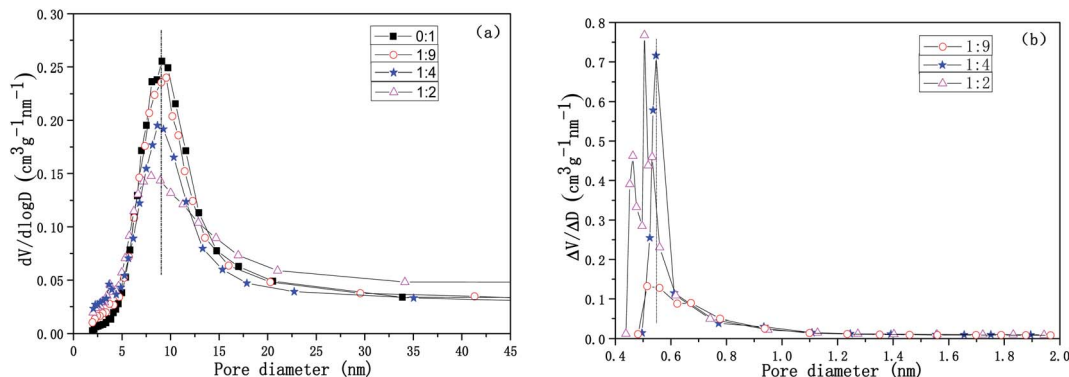 (a)
0:1
1:9
1:4
1:2
dV/dlogD (cm³g⁻¹nm⁻¹)
0.30
0.25
0.20
0.15
0.10
0.05
0.00
0 5 10 15 20 25 30 35 40 45
Pore diameter (nm)
(b)
1:9
1:4
1:2
ΔV/ΔD (cm³g⁻¹nm⁻¹)
0.8
0.7
0.6
0.5
0.4
0.3
0.2
0.1
0.0
0.4 0.6 0.8 1.0 1.2 1.4 1.6 1.8 2.0
Pore diameter (nm)